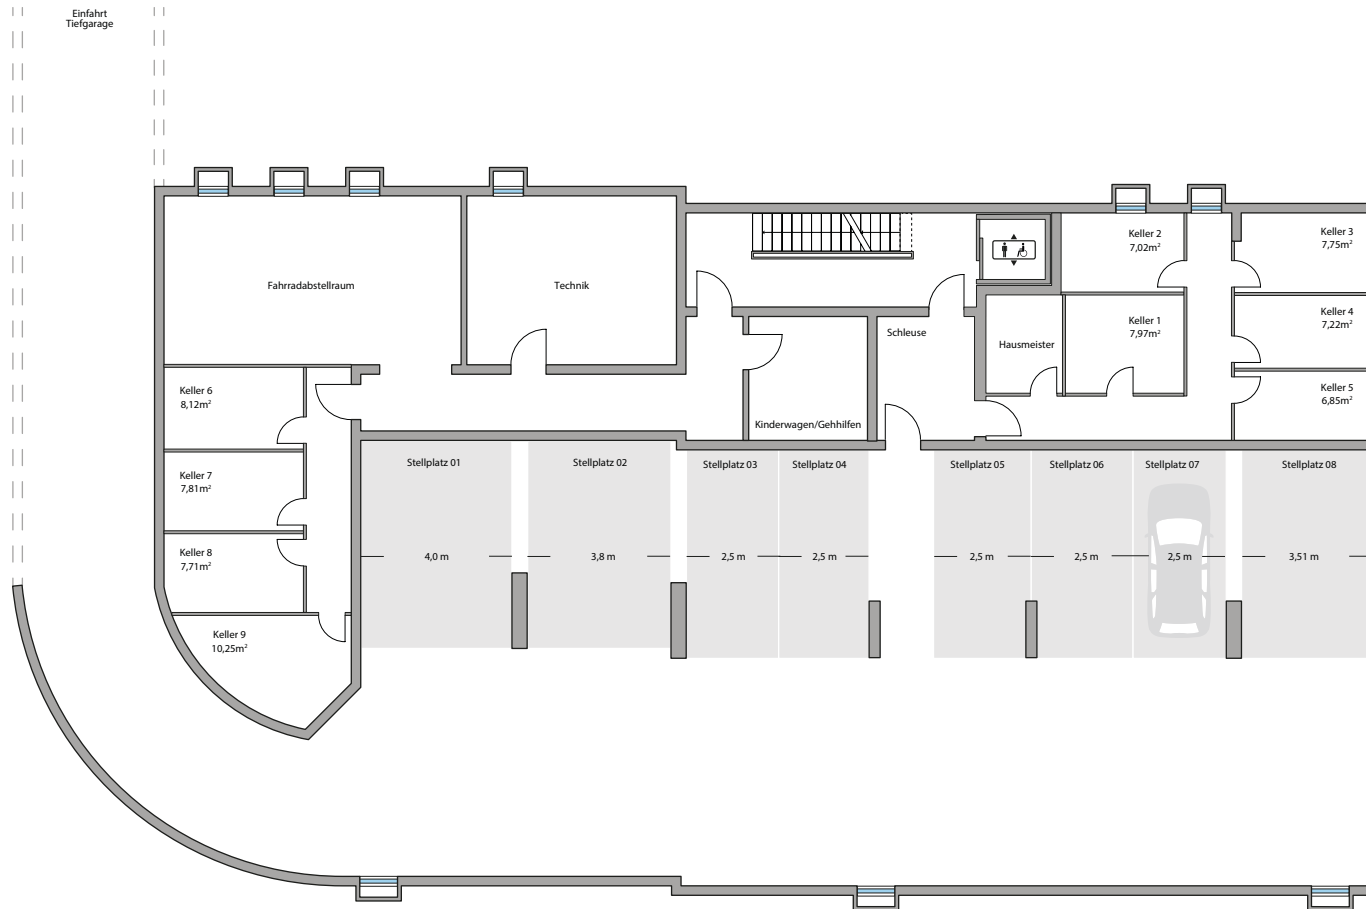 Einfahrt
Tiefgarage
Fahrradabstellraum
Technik
Keller 2
7,02m²
Keller 3
7,75m²
Schleuse
Hausmeister
Keller 1
7,97m²
Keller 4
7,22m²
Keller 6
8,12m²
Kinderwagen/Gehhilfen
Keller 5
6,85m²
Stellplatz 01
Stellplatz 02
Stellplatz 03
Stellplatz 04
Stellplatz 05
Stellplatz 06
Stellplatz 07
Stellplatz 08
Keller 7
7,81m²
Keller 8
7,71m²
4,0 m
3,8 m
2,5 m
2,5 m
2,5 m
2,5 m
2,5 m
3,51 m
Keller 9
10,25m²